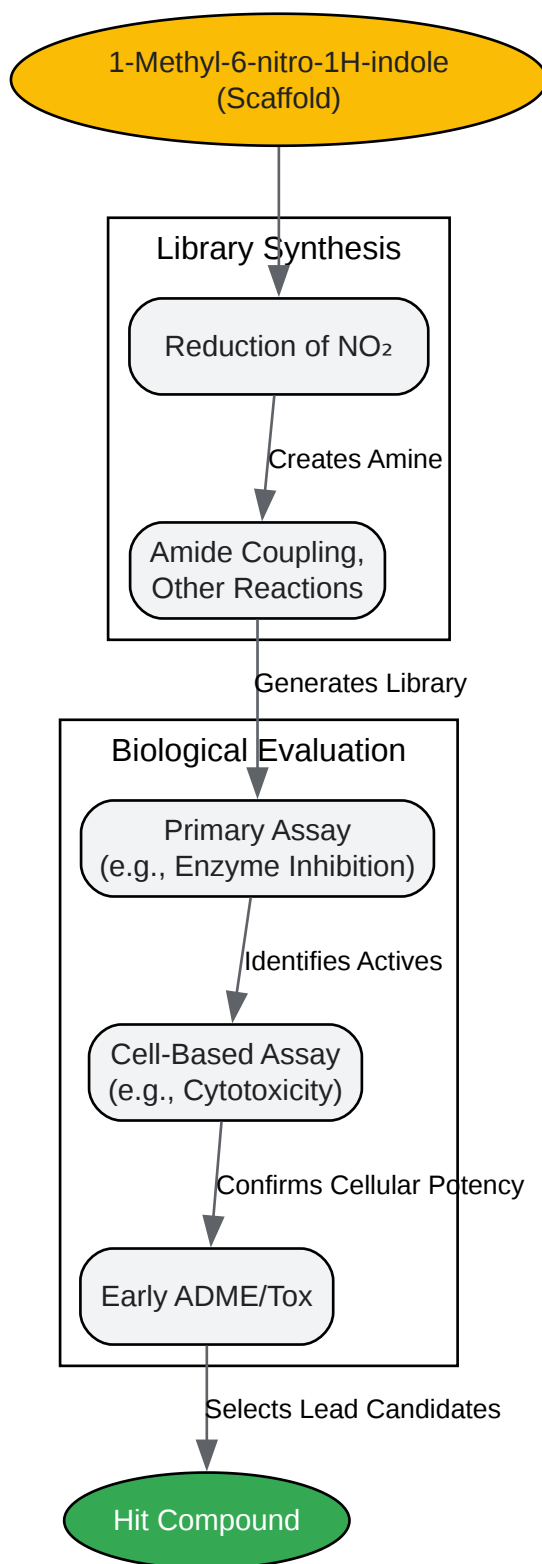 1-Methyl-6-nitro-1H-indole
(Scaffold)
Library Synthesis
Reduction of NO₂
Creates Amine
Amide Coupling,
Other Reactions
Generates Library
Biological Evaluation
Primary Assay
(e.g., Enzyme Inhibition)
Identifies Actives
Cell-Based Assay
(e.g., Cytotoxicity)
Confirms Cellular Potency
Early ADME/Tox
Selects Lead Candidates
Hit Compound